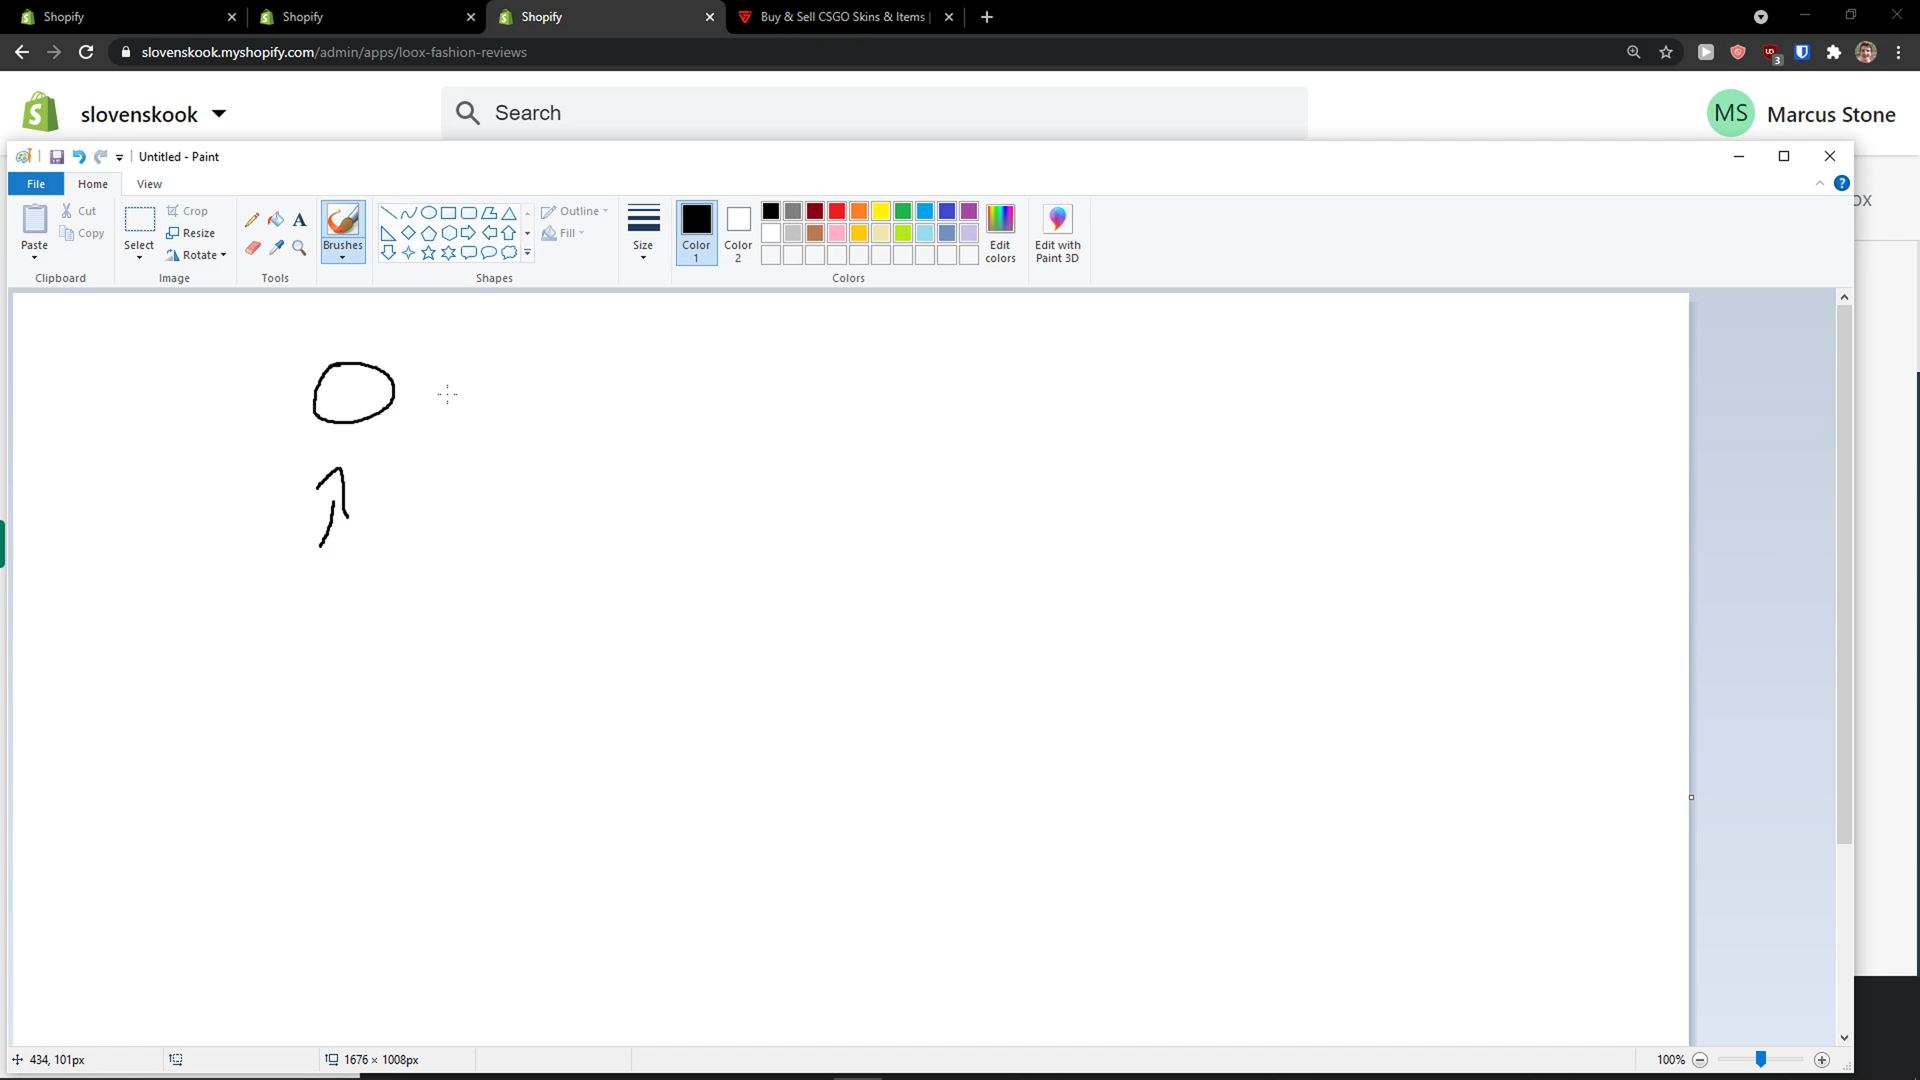 Shopify
Shopify
Shopify
Buy & Sell CSGO Skins & Items |
slovenskook.myshopify.com/admin/apps/loox-fashion-reviews
3
slovenskook
Search
MS
Marcus Stone
Untitled - Paint
File
Home
View
Paste
Cut
Copy
Clipboard
Select
Crop
Resize
Rotate
Image
A
Tools
Brushes
Outline
Fill
Shapes
Size
Color 1
Color 2
Edit colors
Colors
Edit with Paint 3D
ox
434, 101px
1676 × 1008px
100%